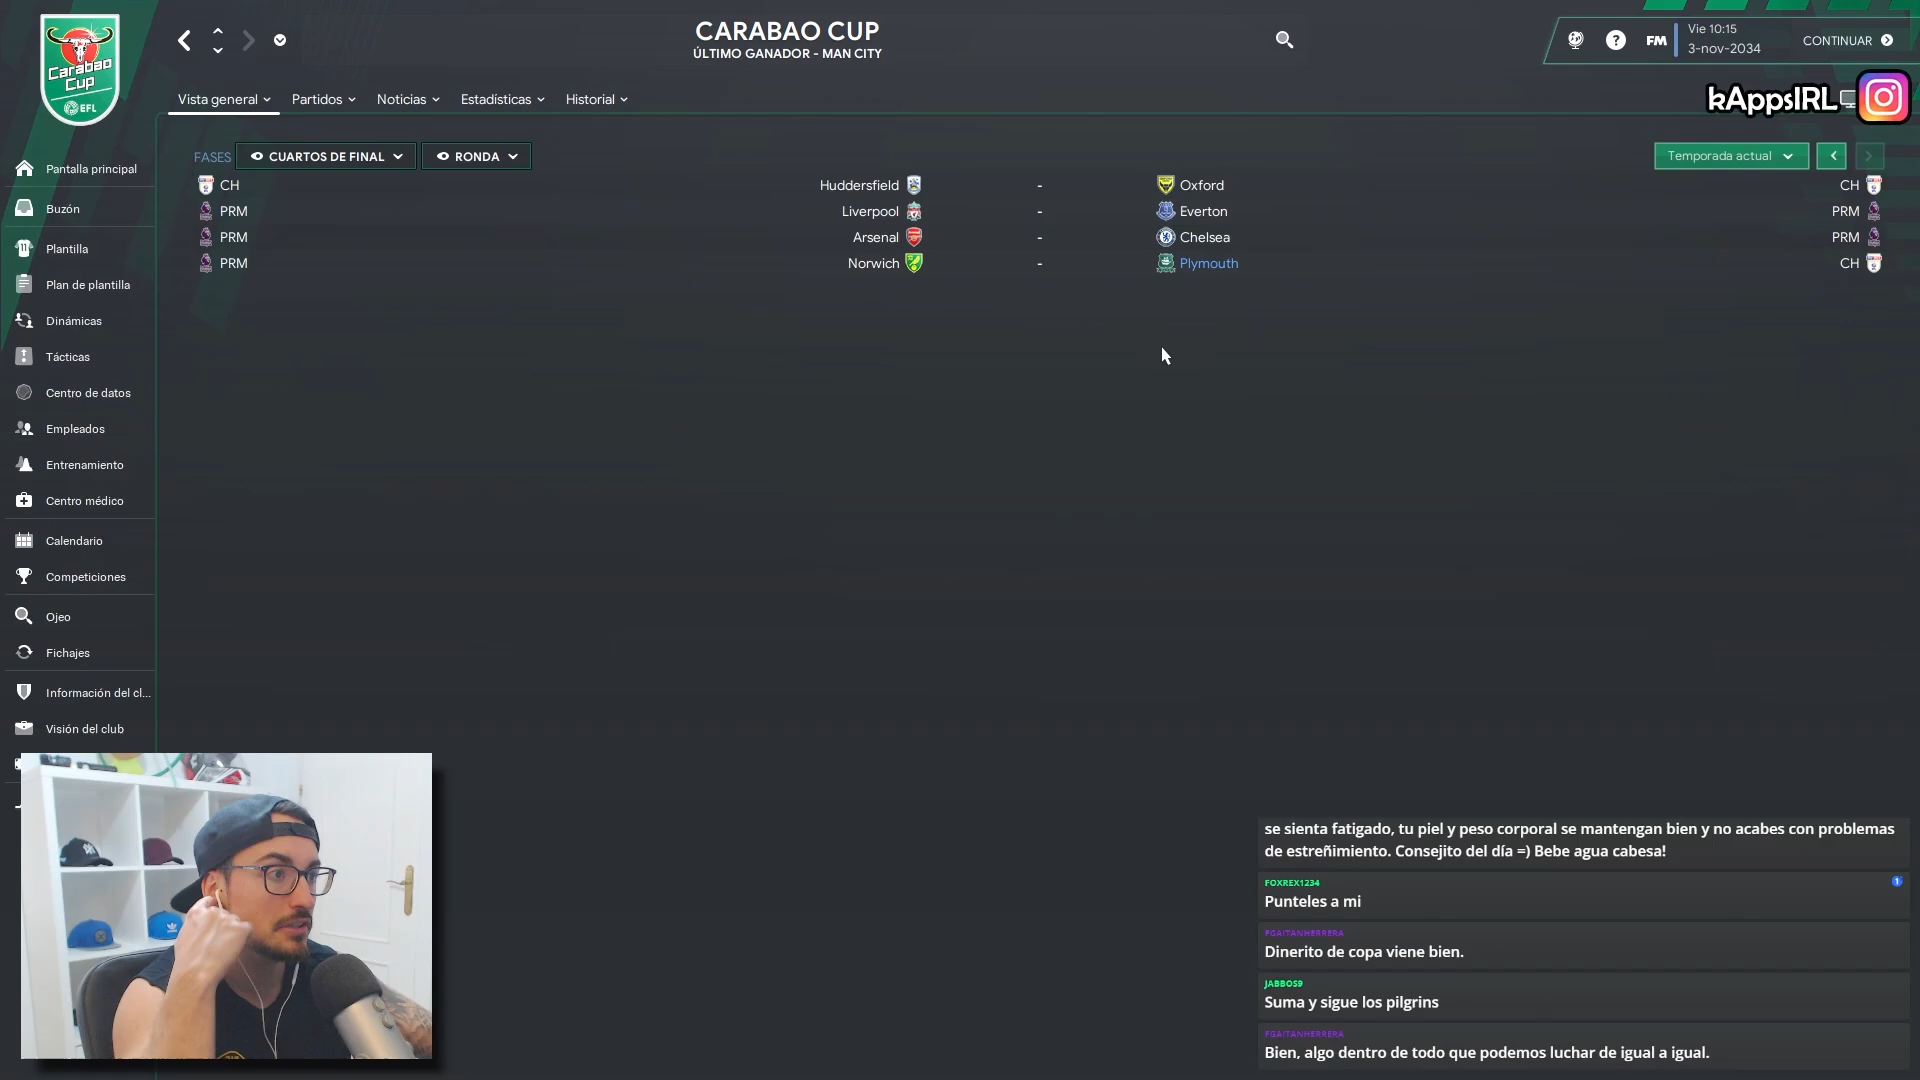 Carabao
Cup
EFL
CARABAO CUP
ÚLTIMO GANADOR - MAN CITY
FM
Vie 10:15
3-nov-2034
CONTINUAR
kAppsIRL
Vista general
Partidos
Noticias
Estadísticas
Historial
FASES
CUARTOS DE FINAL
RONDA
Temporada actual
CH Huddersfield - Oxford CH
PRM Liverpool - Everton PRM
PRM Arsenal - Chelsea PRM
PRM Norwich - Plymouth CH
Pantalla principal
Buzón
Plantilla
Plan de plantilla
Dinámicas
Tácticas
Centro de datos
Empleados
Entrenamiento
Centro médico
Calendario
Competiciones
Ojeo
Fichajes
Información del cl...
Visión del club
se sienta fatigado, tu piel y peso corporal se mantengan bien y no acabes con problemas
de estreñimiento. Consejito del día =) Bebe agua cabesa!
FOXREX1234
1
Punteles a mi
FGAITANHERRERA
Dinerito de copa viene bien.
JABBOS9
Suma y sigue los pilgrins
FGAITANHERRERA
Bien, algo dentro de todo que podemos luchar de igual a igual.